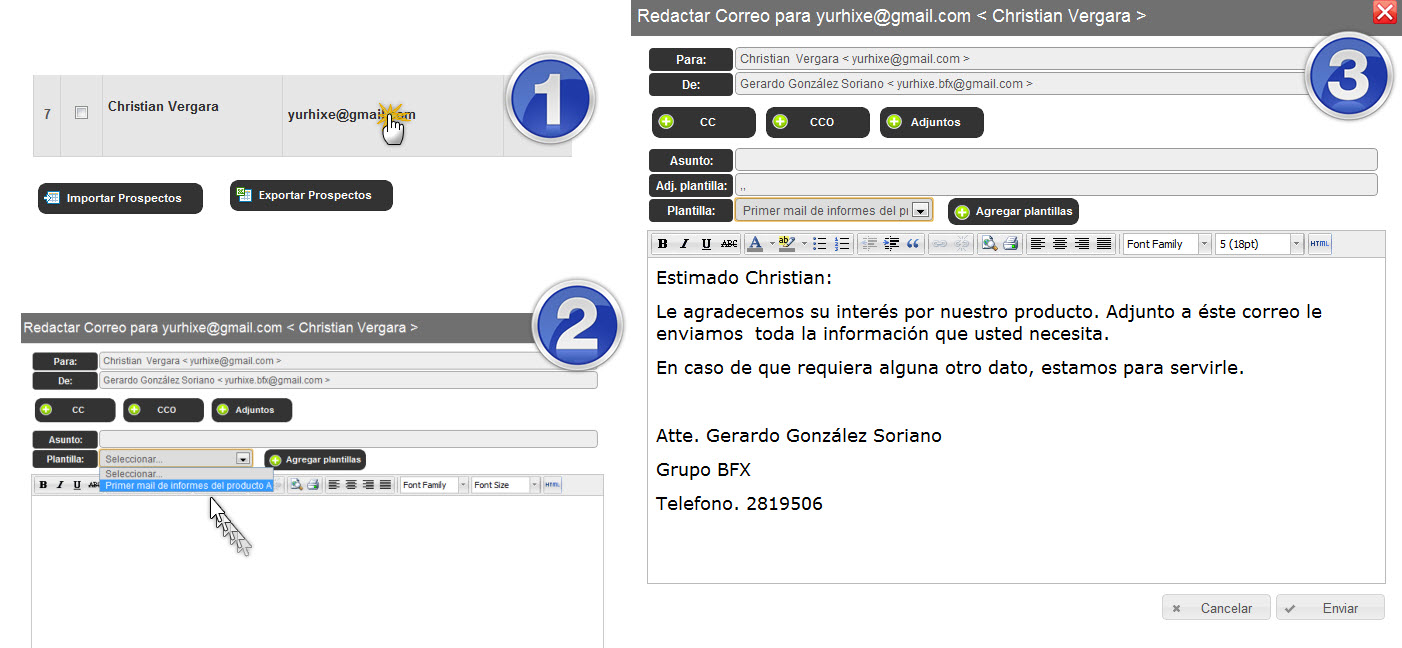 7
Christian Vergara
yurhixe@gmail.com
1
Importar Prospectos
Exportar Prospectos
2
Redactar Correo para yurhixe@gmail.com < Christian Vergara >
Para: Christian Vergara < yurhixe@gmail.com >
De: Gerardo González Soriano < yurhixe.bfx@gmail.com >
CC CCO Adjuntos
Asunto:
Plantilla: Seleccionar... Agregar plantillas
Seleccionar...
Primer mail de informes del producto A
B I U ABC Font Family Font Size HTML
3
Redactar Correo para yurhixe@gmail.com < Christian Vergara >
Para: Christian Vergara < yurhixe@gmail.com >
De: Gerardo González Soriano < yurhixe.bfx@gmail.com >
CC CCO Adjuntos
Asunto:
Adj. plantilla: ,,
Plantilla: Primer mail de informes del pr Agregar plantillas
B I U ABC A ab Font Family 5 (18pt) HTML
Estimado Christian:
Le agradecemos su interés por nuestro producto. Adjunto a éste correo le
enviamos toda la información que usted necesita.
En caso de que requiera alguna otro dato, estamos para servirle.
Atte. Gerardo González Soriano
Grupo BFX
Telefono. 2819506
Cancelar Enviar